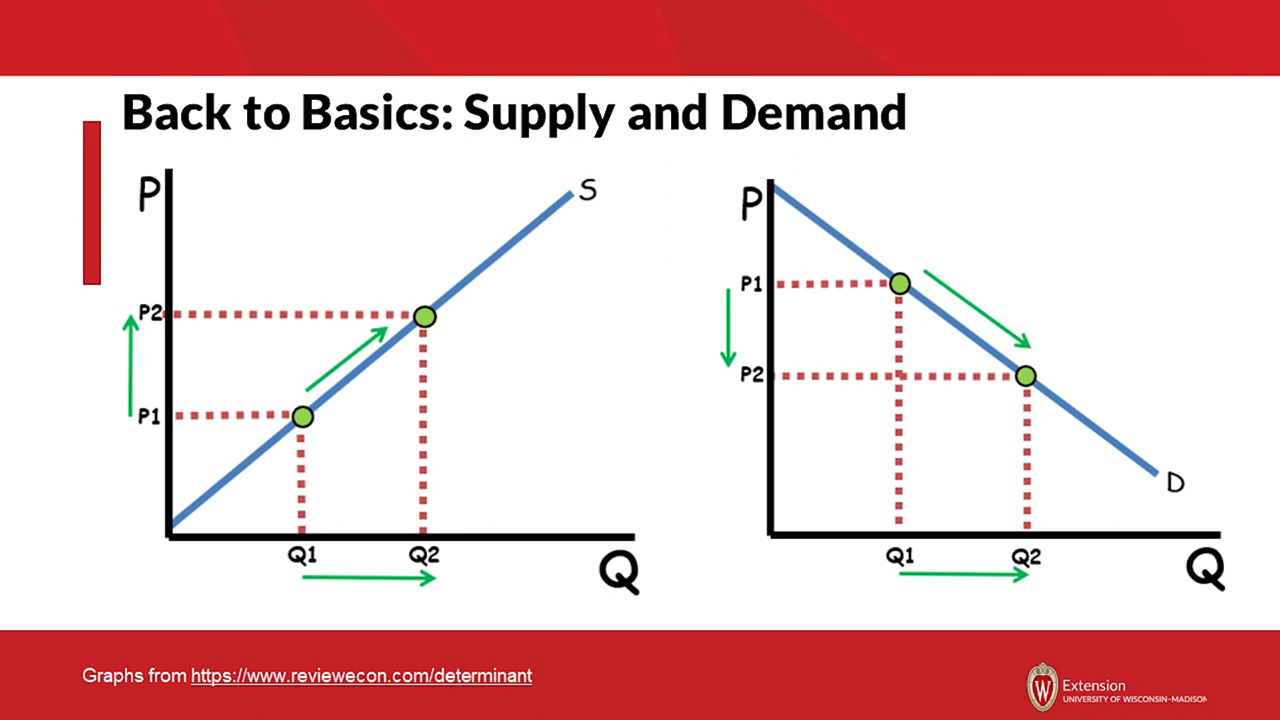 Back to Basics: Supply and Demand
P
S
P2
P1
Q1
Q2
Q
P
P1
P2
D
Q1
Q2
Q
Graphs from https://www.reviewecon.com/determinant
W
Extension
UNIVERSITY OF WISCONSIN-MADISON